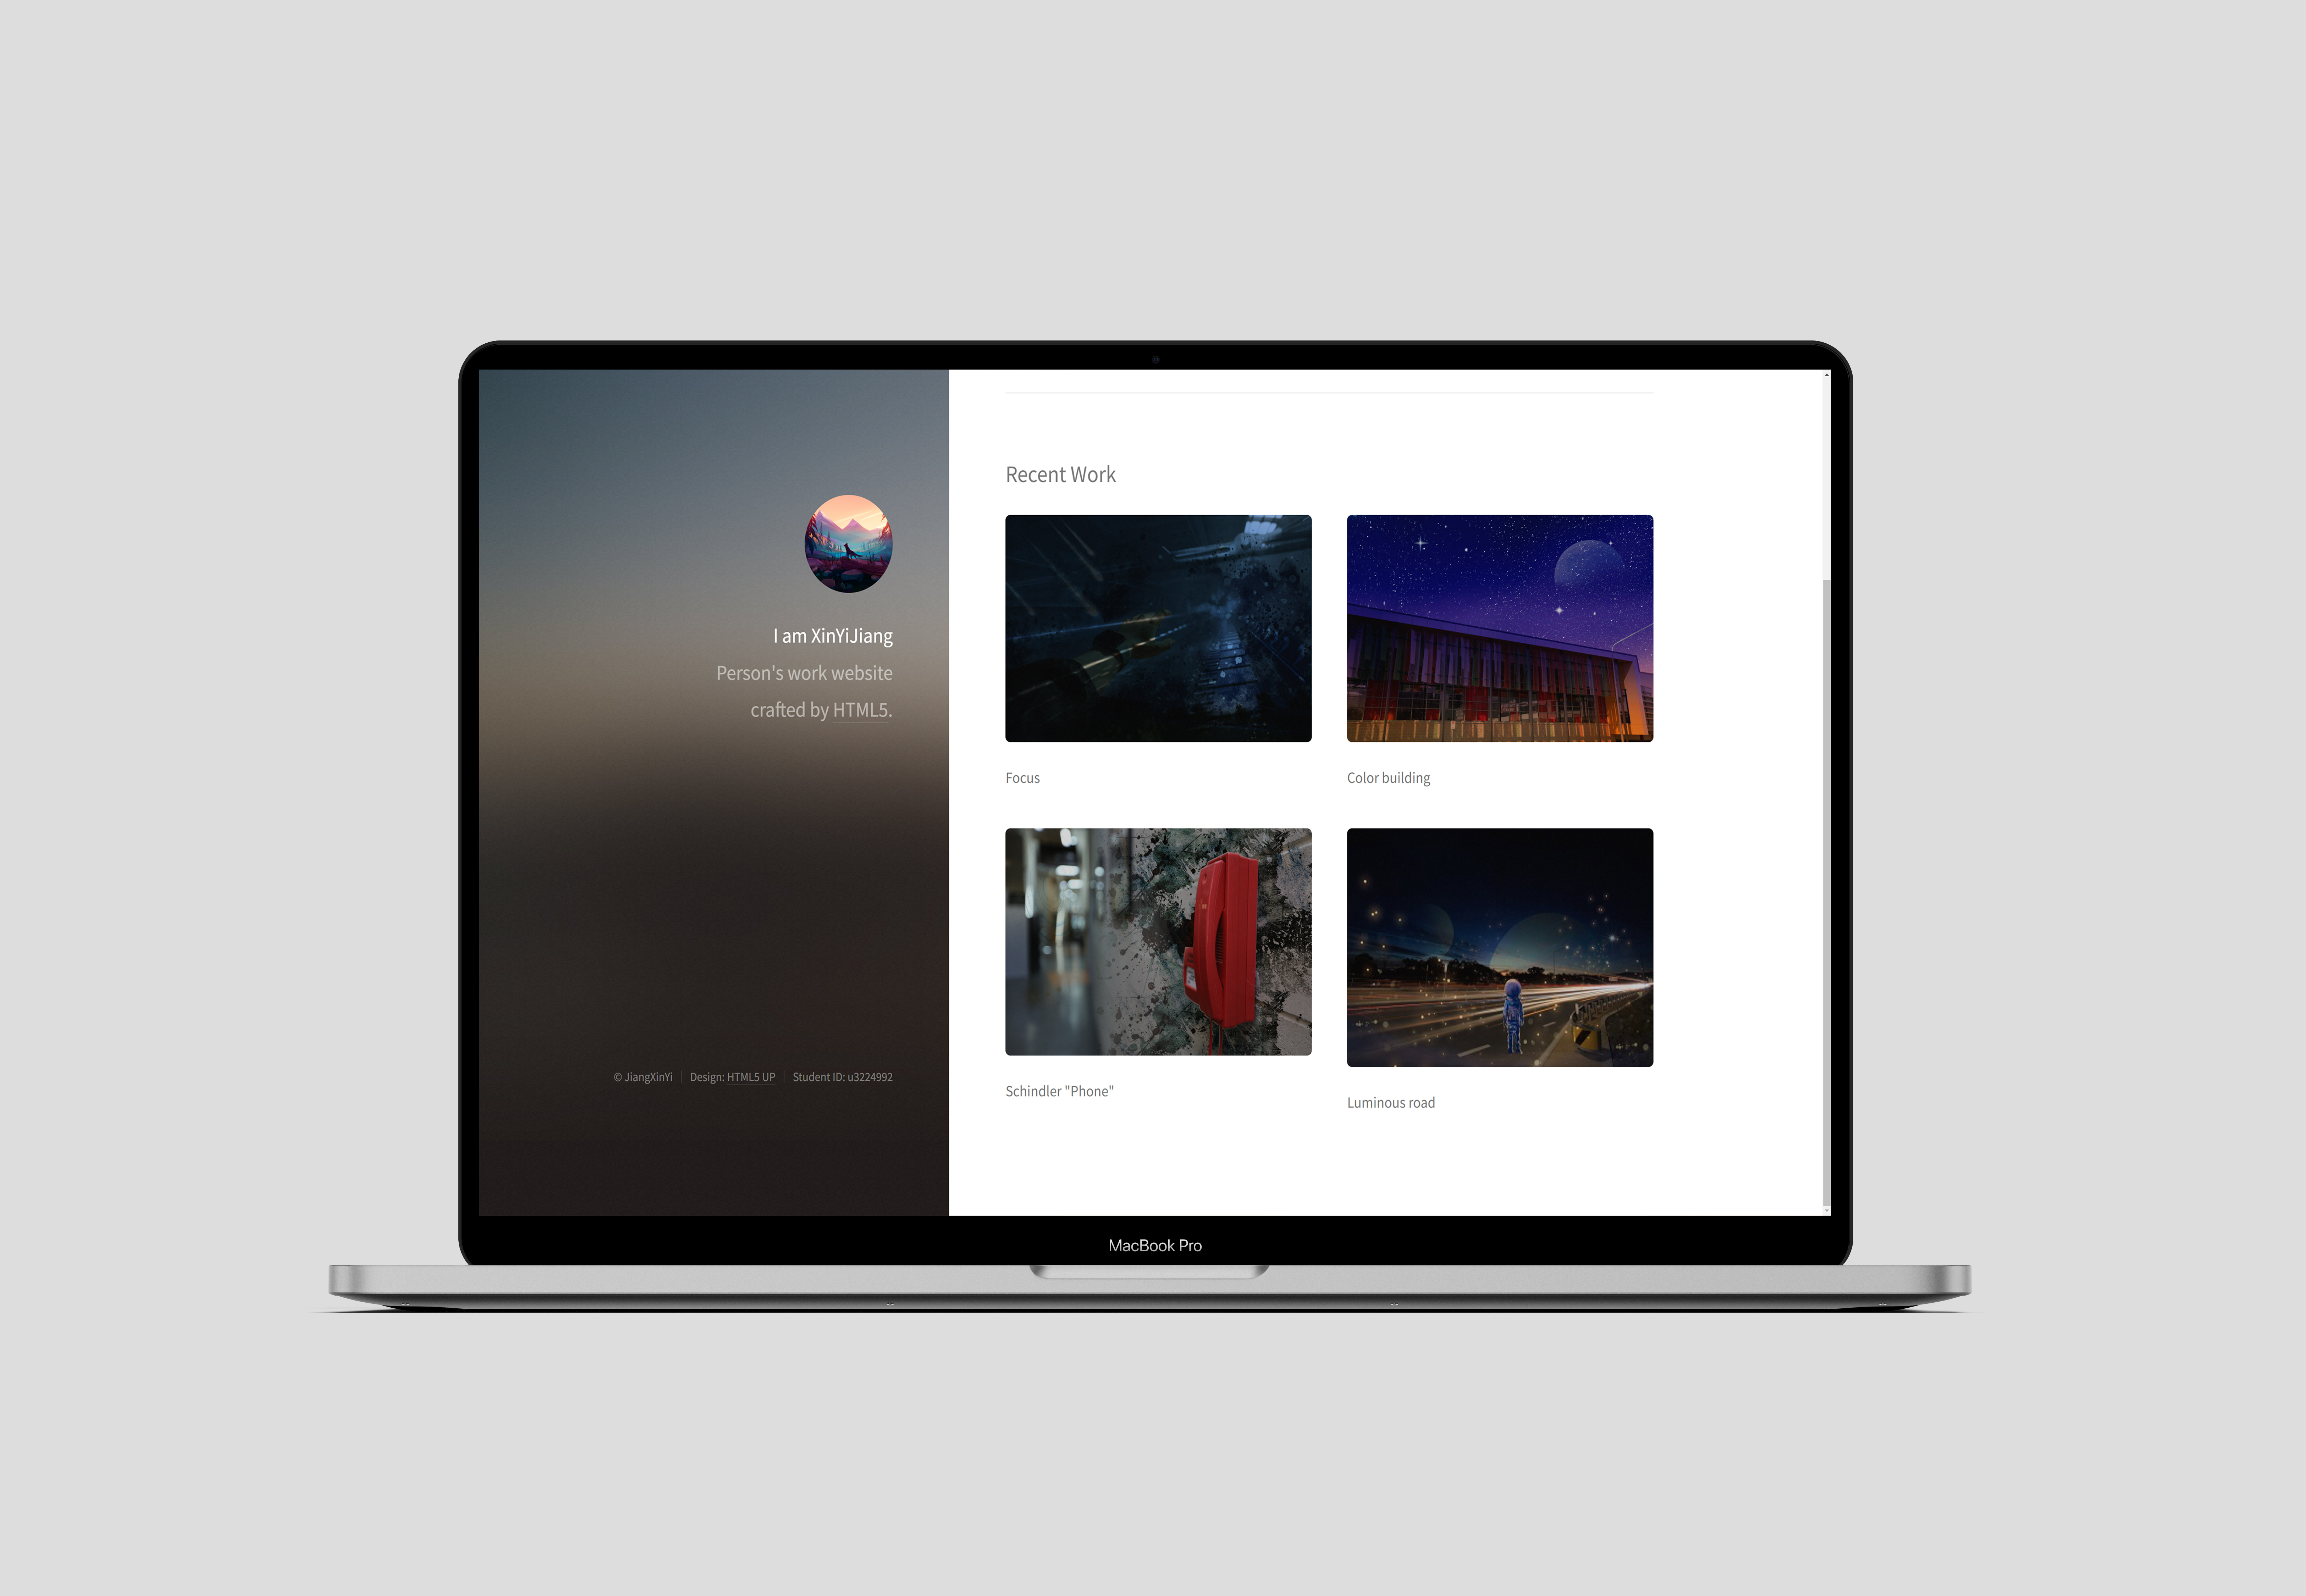 I am XinYiJiang
Person's work website
crafted by HTML5.
© JiangXinYi
Design: HTML5 UP
Student ID: u3224992
Recent Work
Focus
Color building
Schindler "Phone"
Luminous road
MacBook Pro